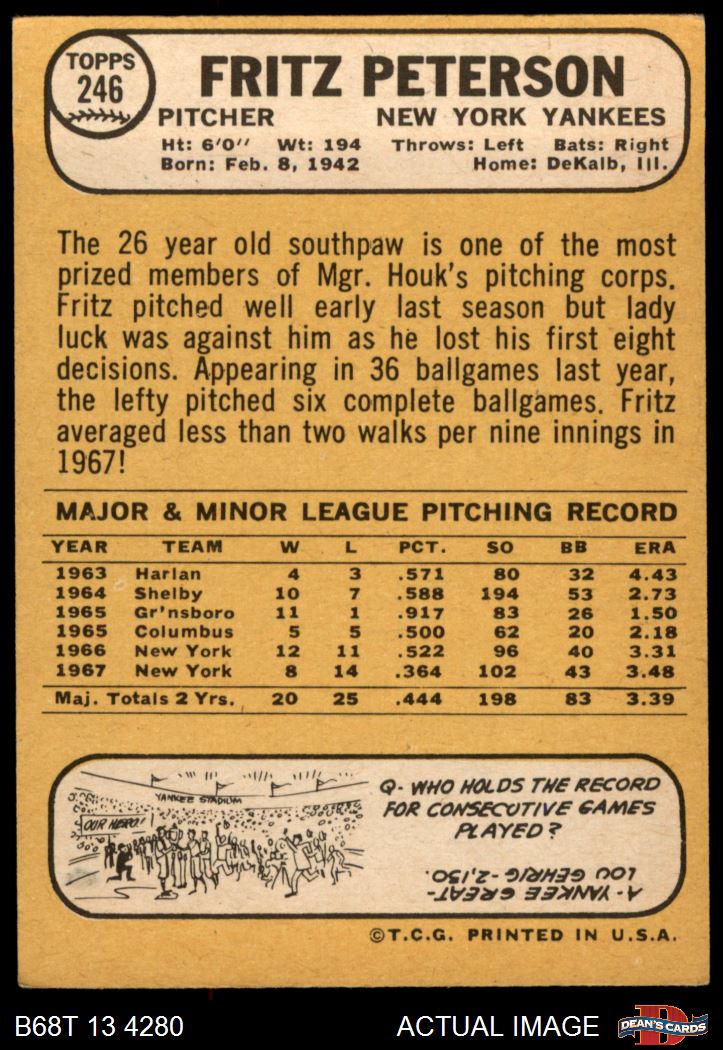 TOPPS
246
FRITZ PETERSON
PITCHER NEW YORK YANKEES
Ht: 6'0" Wt: 194 Throws: Left Bats: Right
Born: Feb. 8, 1942 Home: DeKalb, Ill.
The 26 year old southpaw is one of the most
prized members of Mgr. Houk's pitching corps.
Fritz pitched well early last season but lady
luck was against him as he lost his first eight
decisions. Appearing in 36 ballgames last year,
the lefty pitched six complete ballgames. Fritz
averaged less than two walks per nine innings in
1967!
MAJOR & MINOR LEAGUE PITCHING RECORD
YEAR TEAM W L PCT. SO BB ERA
1963 Harlan 4 3 .571 80 32 4.43
1964 Shelby 10 7 .588 194 53 2.73
1965 Gr'nsboro 11 1 .917 83 26 1.50
1965 Columbus 5 5 .500 62 20 2.18
1966 New York 12 11 .522 96 40 3.31
1967 New York 8 14 .364 102 43 3.48
Maj. Totals 2 Yrs. 20 25 .444 198 83 3.39
YANKEE STADIUM
OUR HERO!
Q- WHO HOLDS THE RECORD
FOR CONSECUTIVE GAMES
PLAYED?
A- YANKEE GREAT-
LOU GEHRIG-2,130.
©T.C.G. PRINTED IN U.S.A.
B68T 13 4280 ACTUAL IMAGE
DEAN'S CARDS